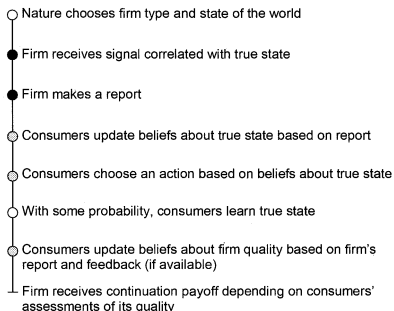 Nature chooses firm type and state of the world
Firm receives signal correlated with true state
Firm makes a report
Consumers update beliefs about true state based on report
Consumers choose an action based on beliefs about true state
With some probability, consumers learn true state
Consumers update beliefs about firm quality based on firm's
report and feedback (if available)
Firm receives continuation payoff depending on consumers'
assessments of its quality